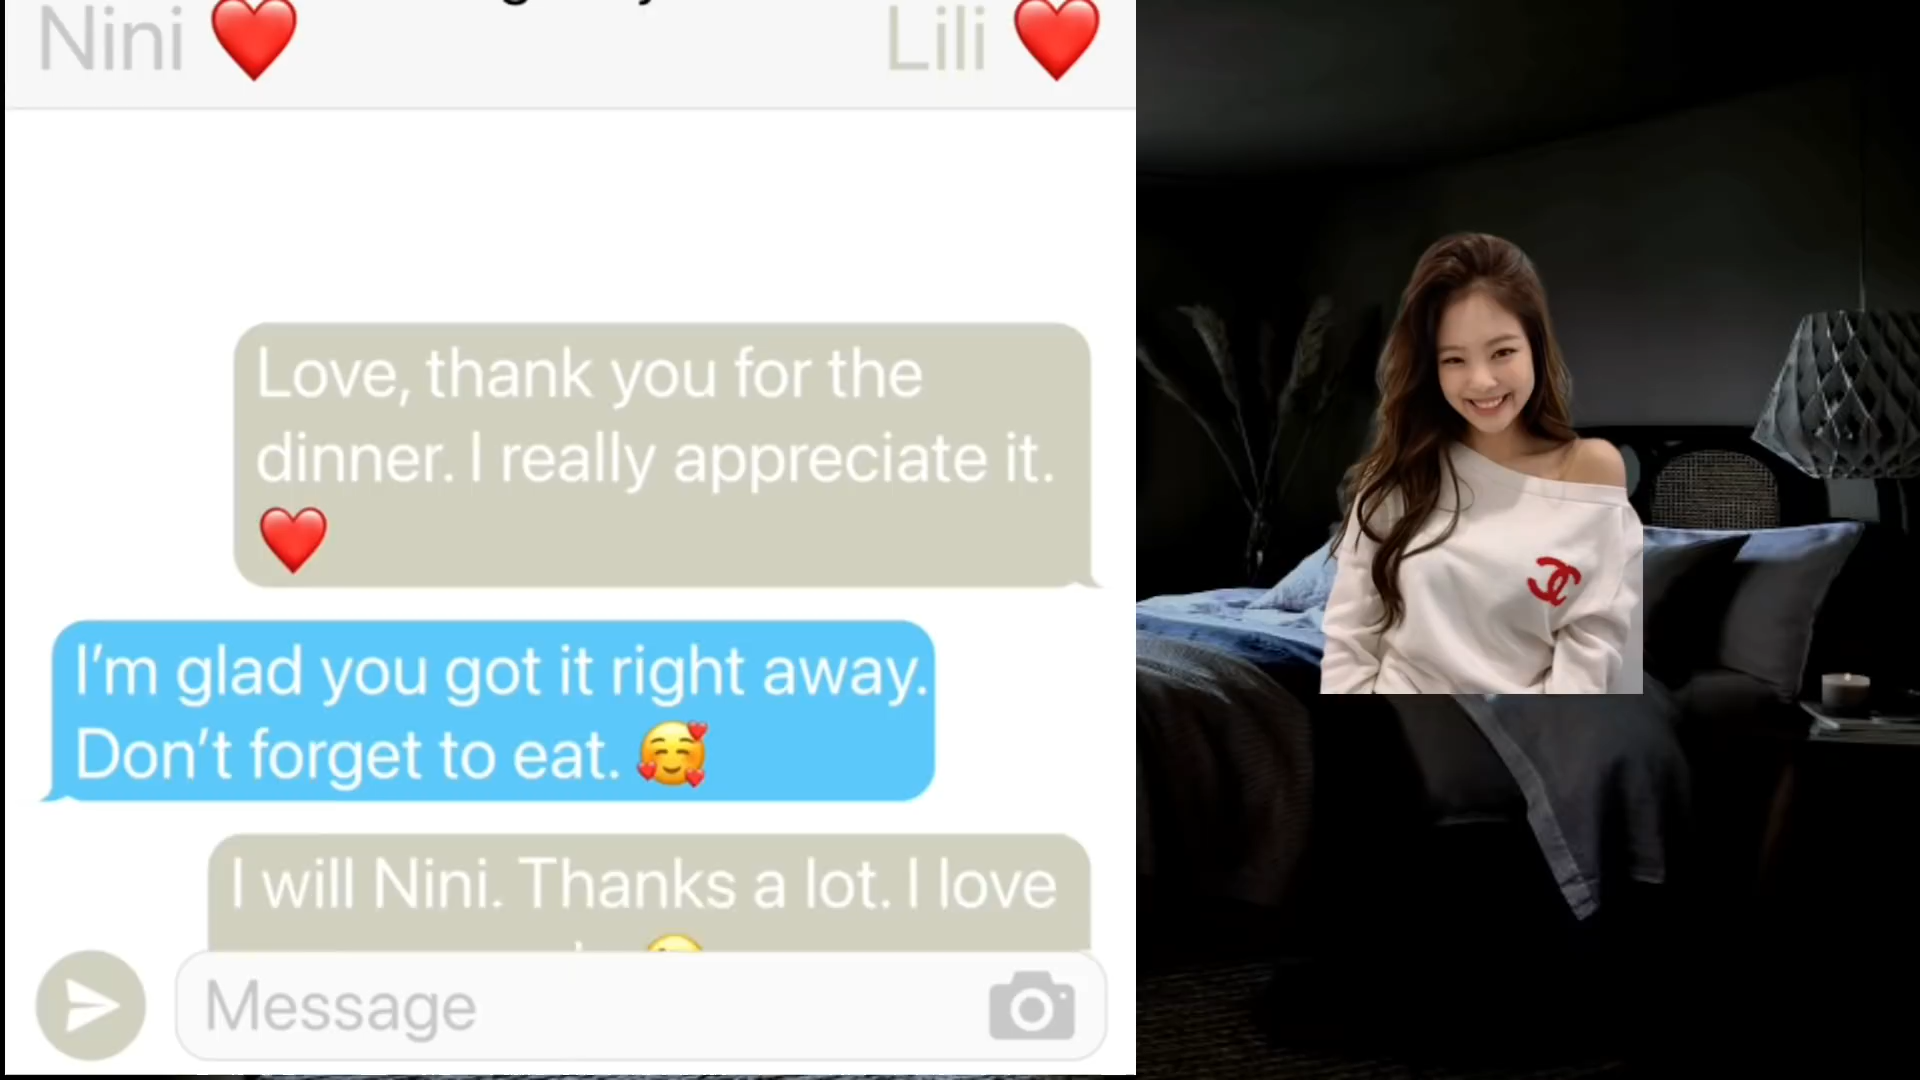 Nini ❤️ Lili ❤️
Love, thank you for the
dinner. I really appreciate it.
❤️
I'm glad you got it right away.
Don't forget to eat. 🥰
I will Nini. Thanks a lot. I love
Message